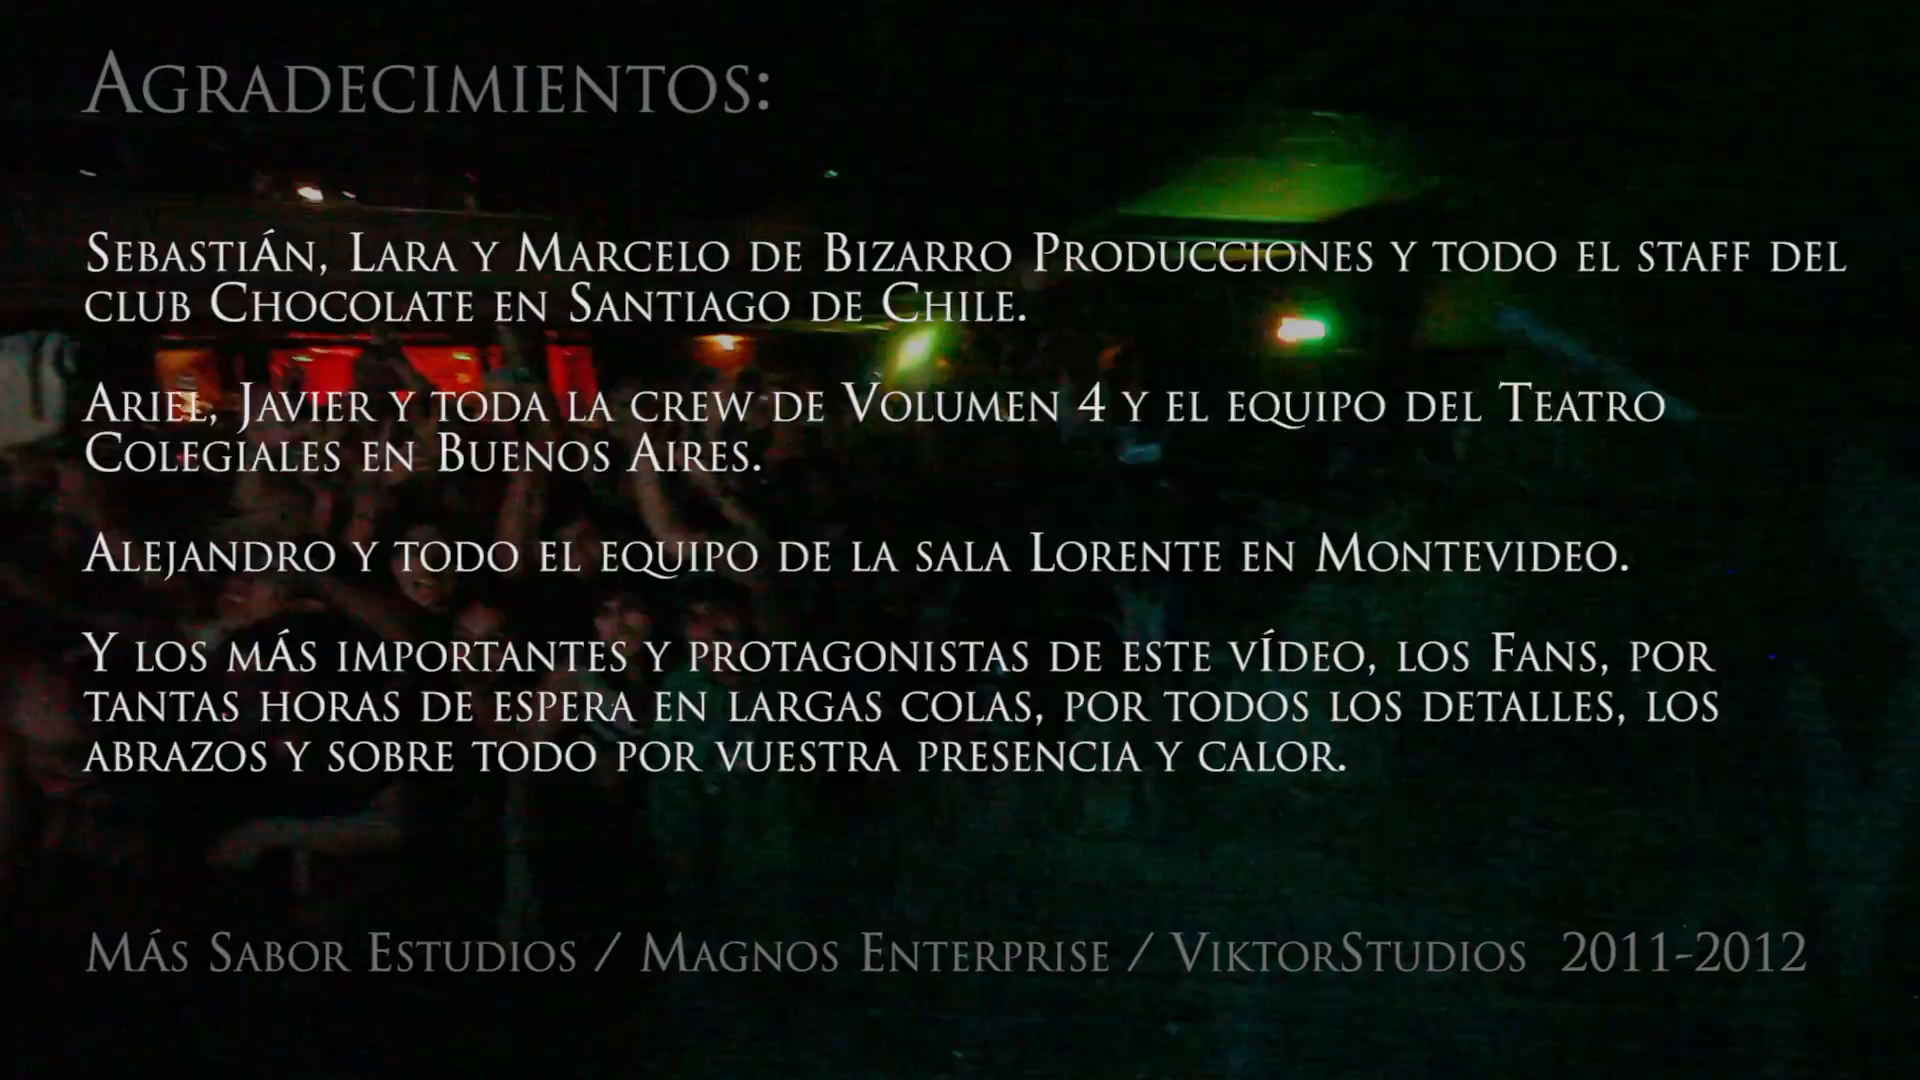 Agradecimientos:
Sebastián, Lara y Marcelo de Bizarro Producciones y todo el staff del
club Chocolate en Santiago de Chile.
Ariel, Javier y toda la crew de Volumen 4 y el equipo del Teatro
Colegiales en Buenos Aires.
Alejandro y todo el equipo de la sala Lorente en Montevideo.
Y los más importantes y protagonistas de este vídeo, los Fans, por
tantas horas de espera en largas colas, por todos los detalles, los
abrazos y sobre todo por vuestra presencia y calor.
Más Sabor Estudios / Magnos Enterprise / ViktorStudios 2011-2012